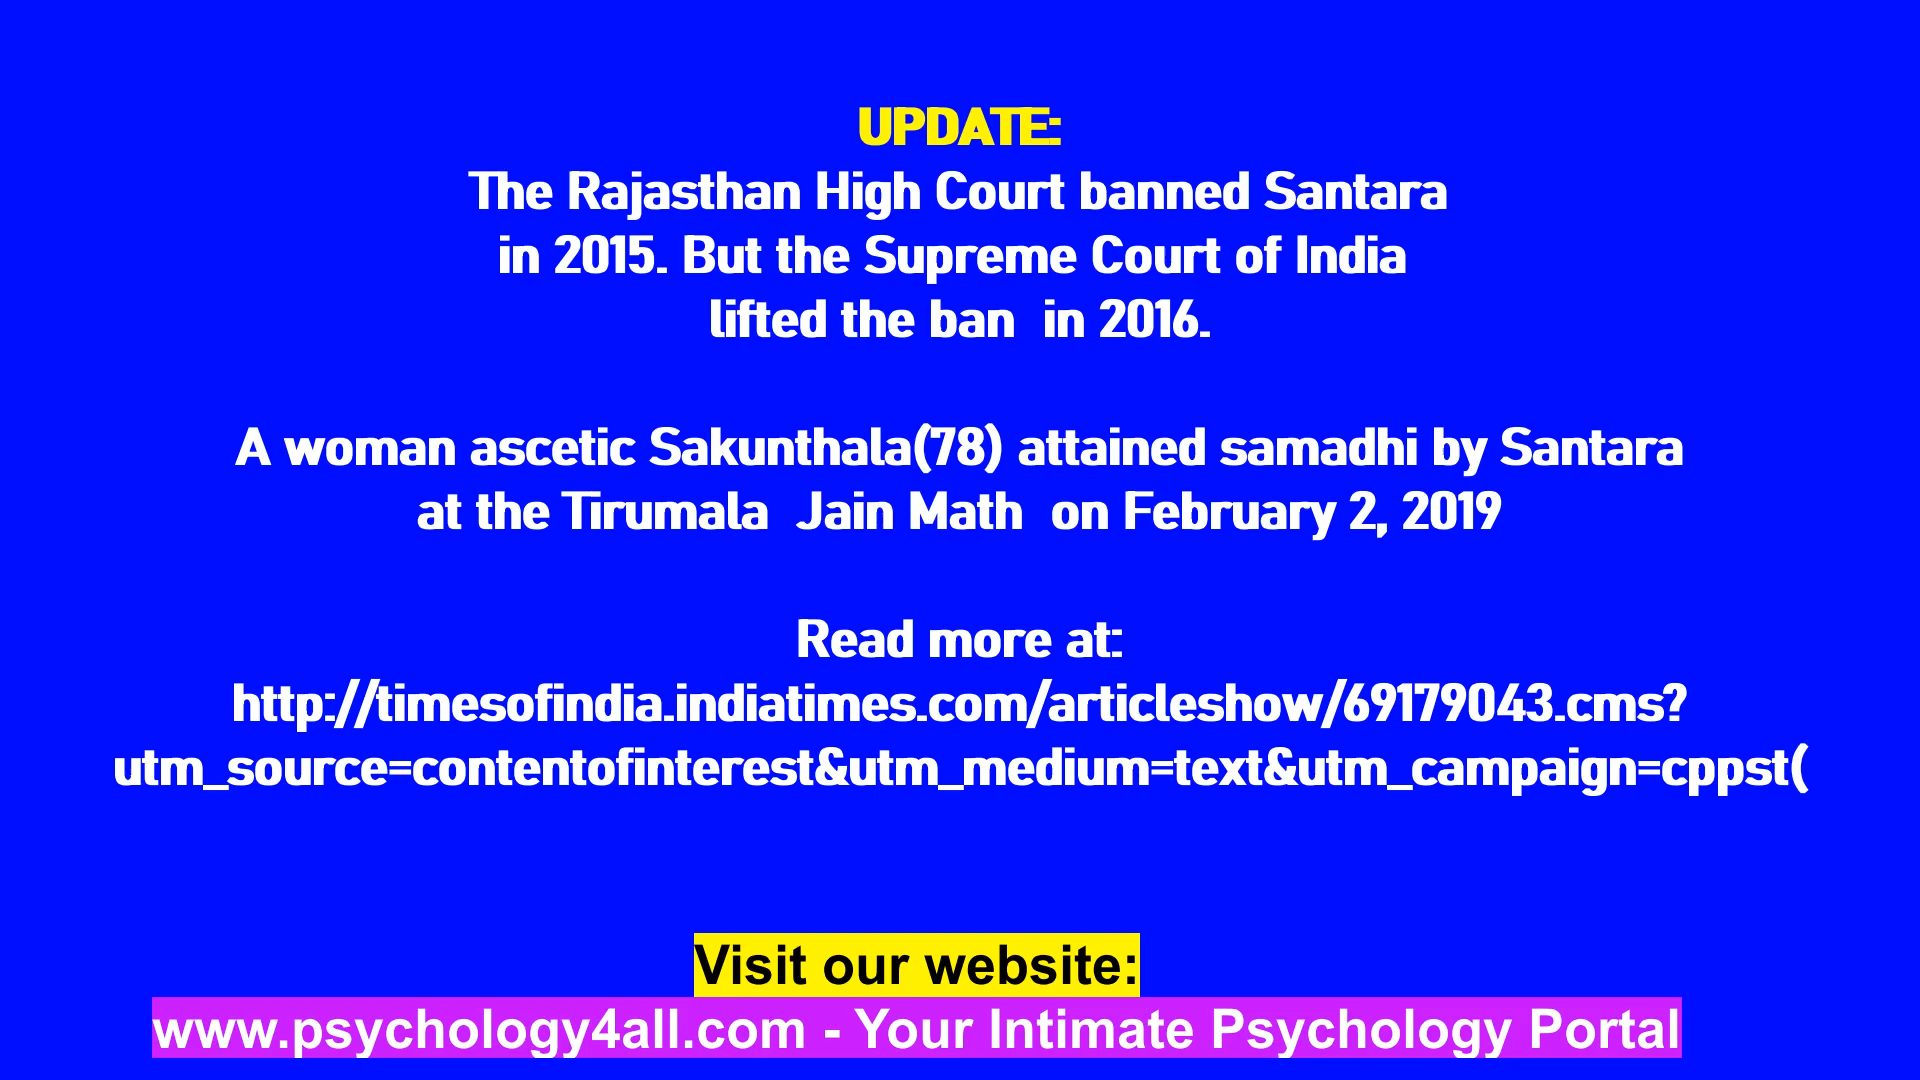 UPDATE:
The Rajasthan High Court banned Santara
in 2015. But the Supreme Court of India
lifted the ban  in 2016.
A woman ascetic Sakunthala(78) attained samadhi by Santara
at the Tirumala  Jain Math  on February 2, 2019
Read more at:
http://timesofindia.indiatimes.com/articleshow/69179043.cms?
utm_source=contentofinterest&utm_medium=text&utm_campaign=cppst(
Visit our website:
www.psychology4all.com - Your Intimate Psychology Portal